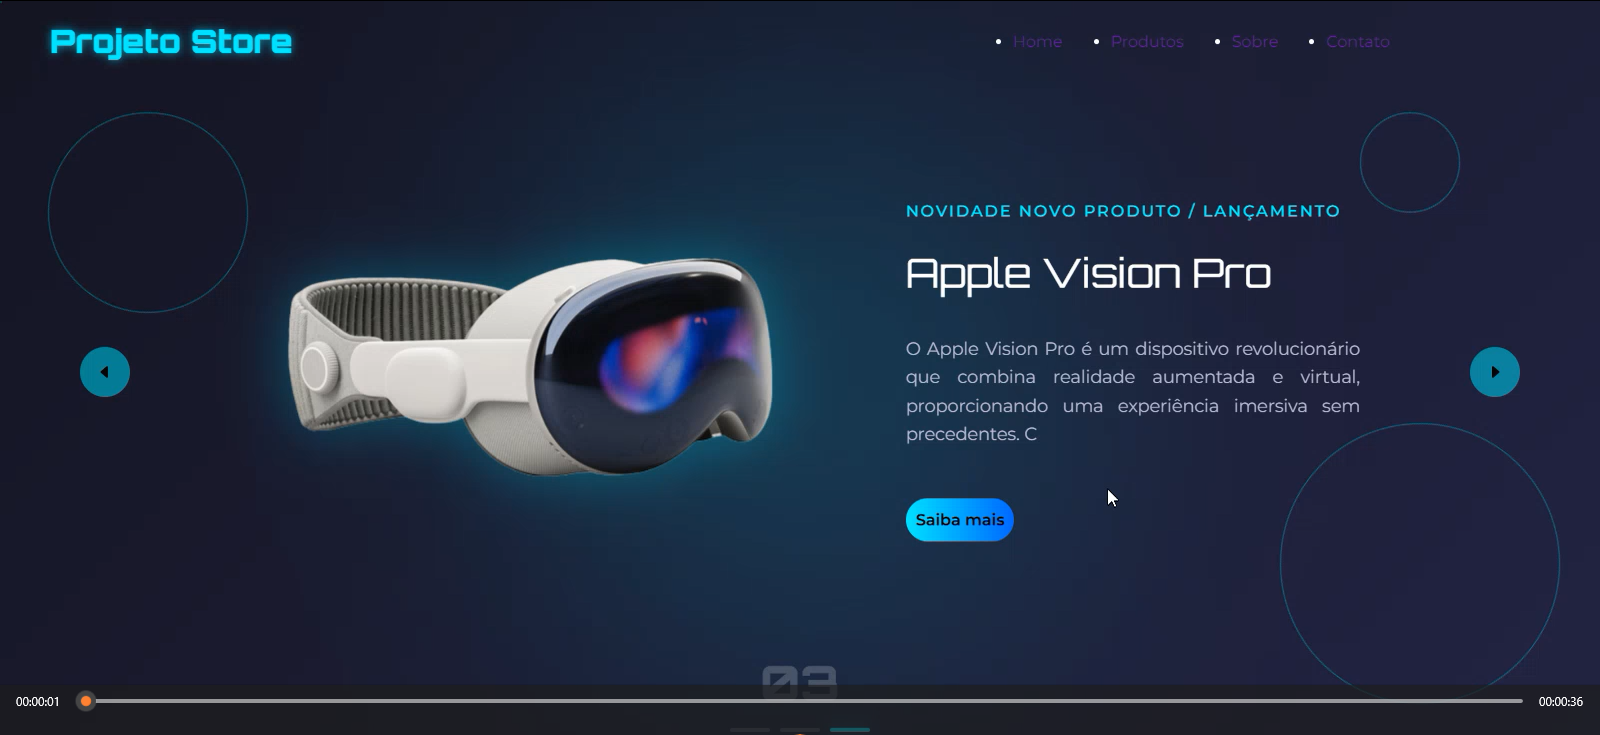 Projeto Store
Home
Produtos
Sobre
Contato
NOVIDADE NOVO PRODUTO / LANÇAMENTO
Apple Vision Pro
O Apple Vision Pro é um dispositivo revolucionário
que combina realidade aumentada e virtual,
proporcionando uma experiência imersiva sem
precedentes. C
Saiba mais
03
00:00:01
00:00:36